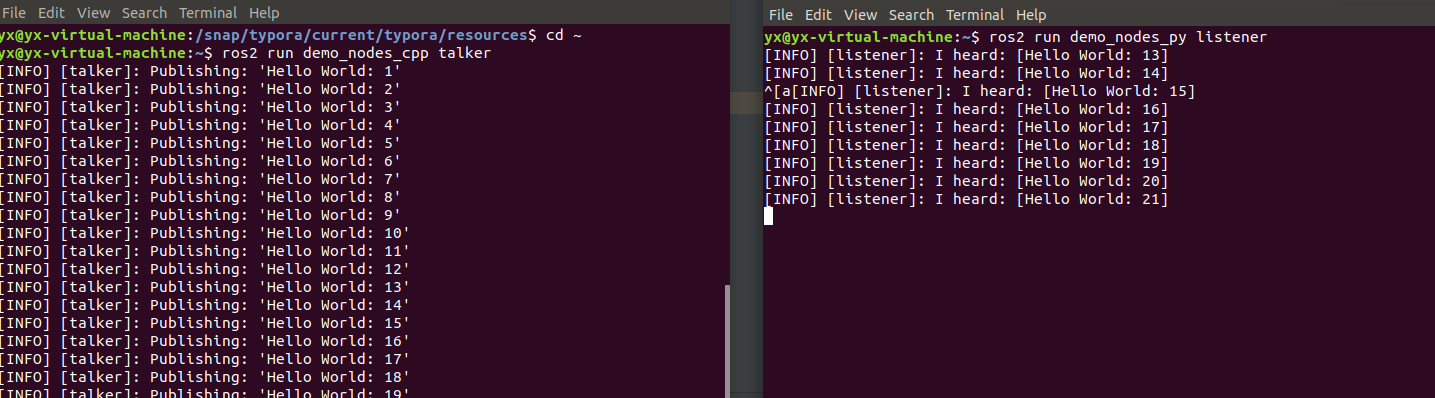 File Edit View Search Terminal Help
yx@yx-virtual-machine:/snap/typora/current/typora/resources$ cd ~
yx@yx-virtual-machine:~$ ros2 run demo_nodes_cpp talker
[INFO] [talker]: Publishing: 'Hello World: 1'
[INFO] [talker]: Publishing: 'Hello World: 2'
[INFO] [talker]: Publishing: 'Hello World: 3'
[INFO] [talker]: Publishing: 'Hello World: 4'
[INFO] [talker]: Publishing: 'Hello World: 5'
[INFO] [talker]: Publishing: 'Hello World: 6'
[INFO] [talker]: Publishing: 'Hello World: 7'
[INFO] [talker]: Publishing: 'Hello World: 8'
[INFO] [talker]: Publishing: 'Hello World: 9'
[INFO] [talker]: Publishing: 'Hello World: 10'
[INFO] [talker]: Publishing: 'Hello World: 11'
[INFO] [talker]: Publishing: 'Hello World: 12'
[INFO] [talker]: Publishing: 'Hello World: 13'
[INFO] [talker]: Publishing: 'Hello World: 14'
[INFO] [talker]: Publishing: 'Hello World: 15'
[INFO] [talker]: Publishing: 'Hello World: 16'
[INFO] [talker]: Publishing: 'Hello World: 17'
[INFO] [talker]: Publishing: 'Hello World: 18'
[INFO] [talker]: Publishing: 'Hello World: 19'
File Edit View Search Terminal Help
yx@yx-virtual-machine:~$ ros2 run demo_nodes_py listener
[INFO] [listener]: I heard: [Hello World: 13]
[INFO] [listener]: I heard: [Hello World: 14]
^[a[INFO] [listener]: I heard: [Hello World: 15]
[INFO] [listener]: I heard: [Hello World: 16]
[INFO] [listener]: I heard: [Hello World: 17]
[INFO] [listener]: I heard: [Hello World: 18]
[INFO] [listener]: I heard: [Hello World: 19]
[INFO] [listener]: I heard: [Hello World: 20]
[INFO] [listener]: I heard: [Hello World: 21]